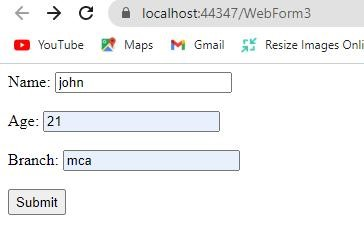 localhost:44347/WebForm3
YouTube Maps Gmail Resize Images Onli
Name: john
Age: 21
Branch: mca
Submit